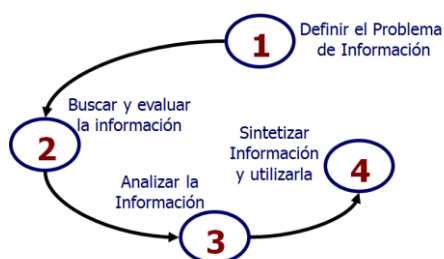 1
Definir el Problema
de Información
2
Buscar y evaluar
la información
3
Analizar la
Información
4
Sintetizar
Información
y utilizarla